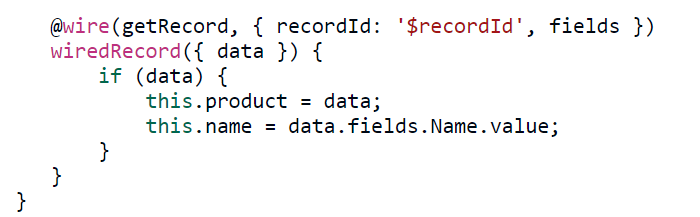 @wire(getRecord, { recordId: '$recordId', fields })
wiredRecord({ data }) {
if (data) {
this.product = data;
this.name = data.fields.Name.value;
}
}
}